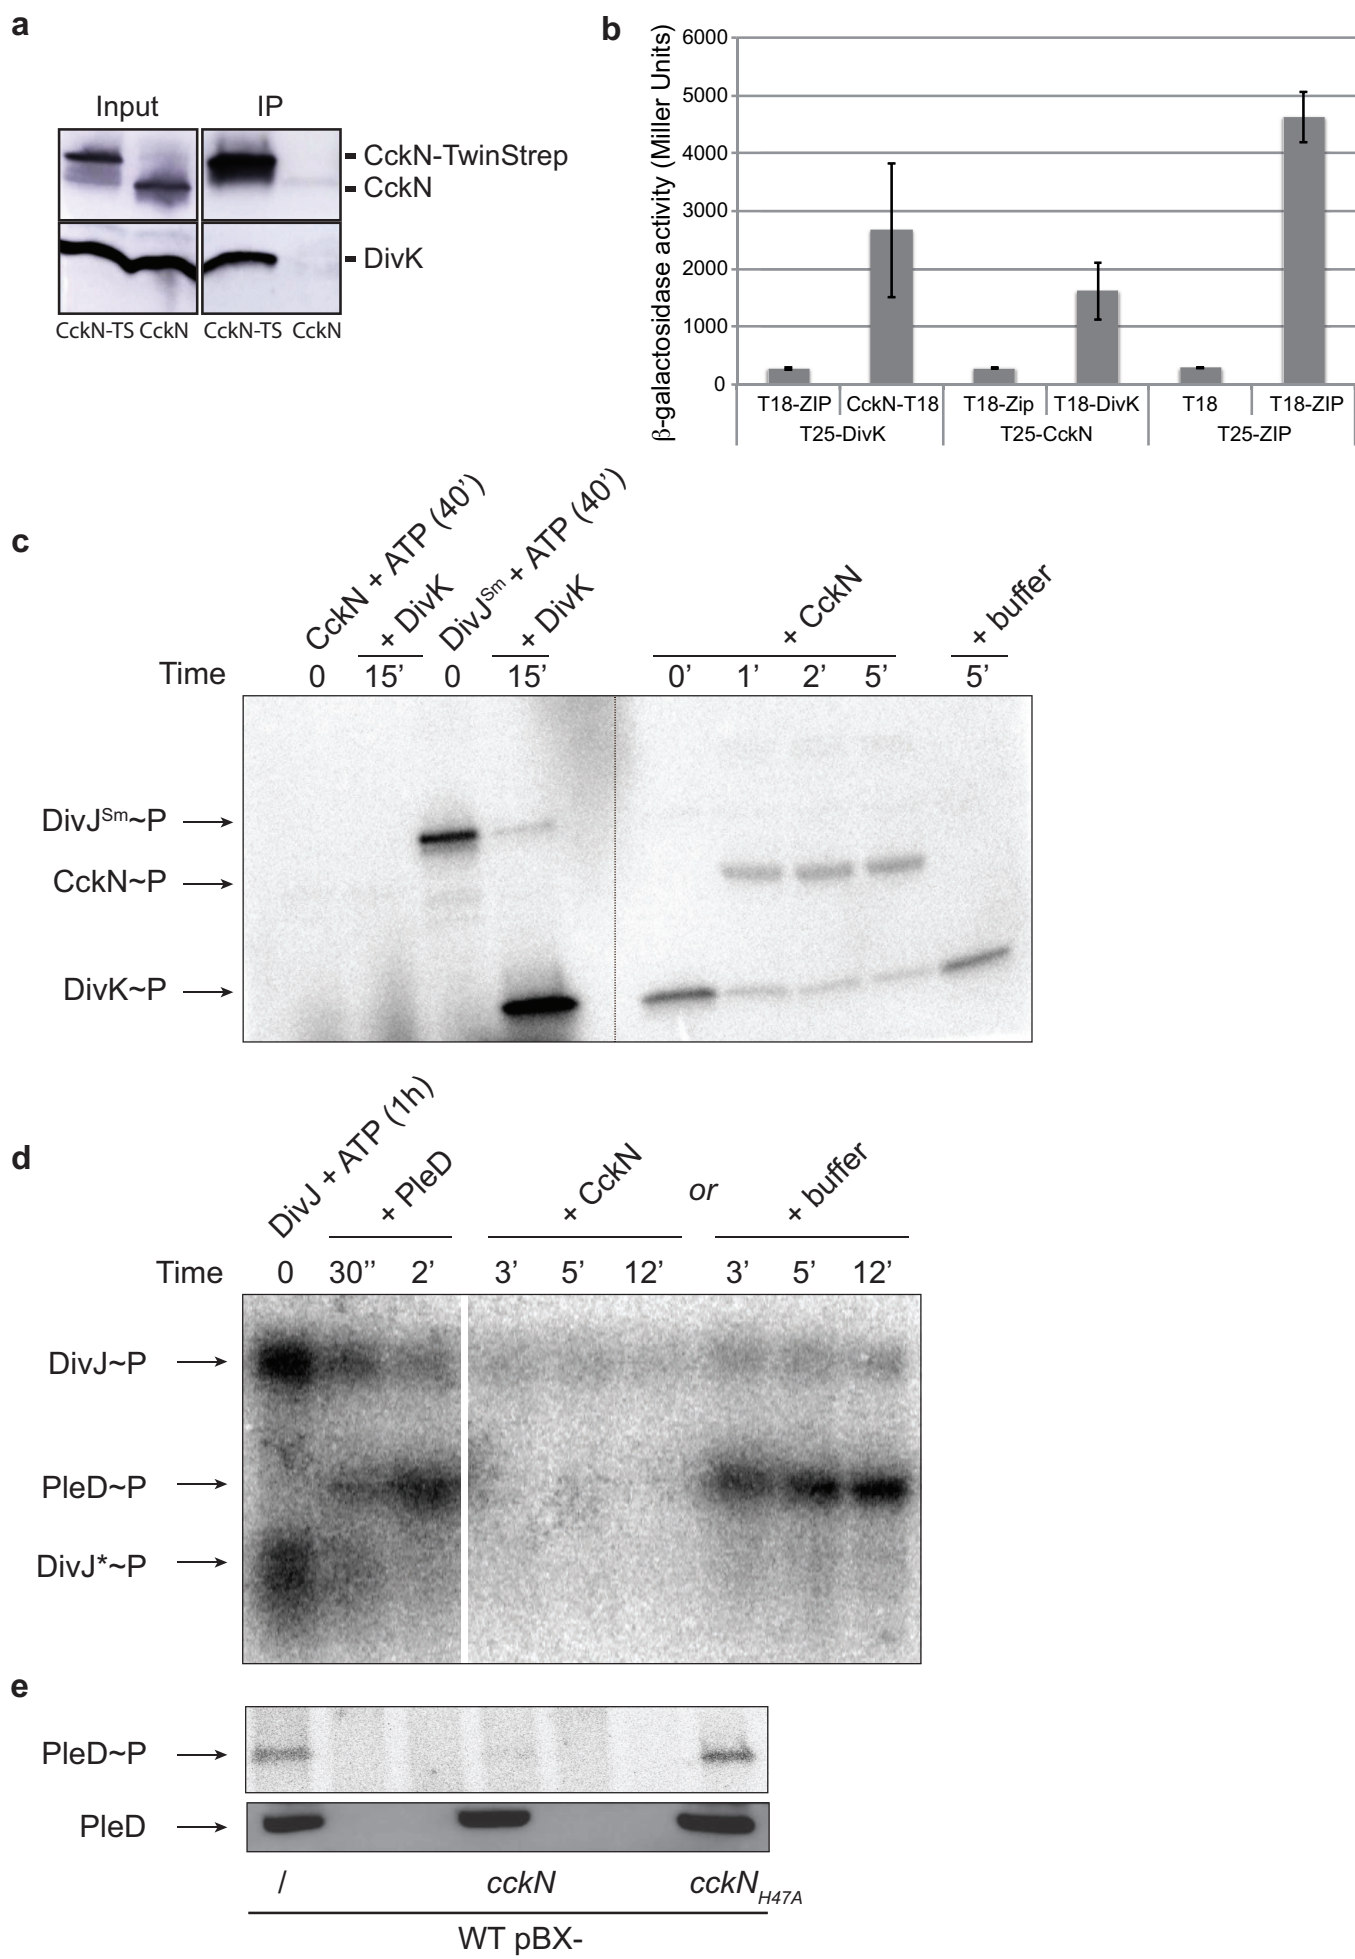 a
Input IP
CckN-TwinStrep
CckN
DivK
CckN-TS CckN CckN-TS CckN
b
β-galactosidase activity (Miller Units)
6000
5000
4000
3000
2000
1000
0
T18-ZIP CckN-T18 T18-Zip T18-DivK T18 T18-ZIP
T25-DivK T25-CckN T25-ZIP
c
CckN + ATP (40’)
+ DivK
DivJSm + ATP (40’)
+ DivK
+ CckN
+ buffer
Time 0 15’ 0 15’ 0’ 1’ 2’ 5’ 5’
DivJSm~P
CckN~P
DivK~P
d
DivJ + ATP (1h)
+ PleD
+ CckN
or
+ buffer
Time 0 30’’ 2’ 3’ 5’ 12’ 3’ 5’ 12’
DivJ~P
PleD~P
DivJ*~P
e
PleD~P
PleD
/ cckN cckNH47A
WT pBX-